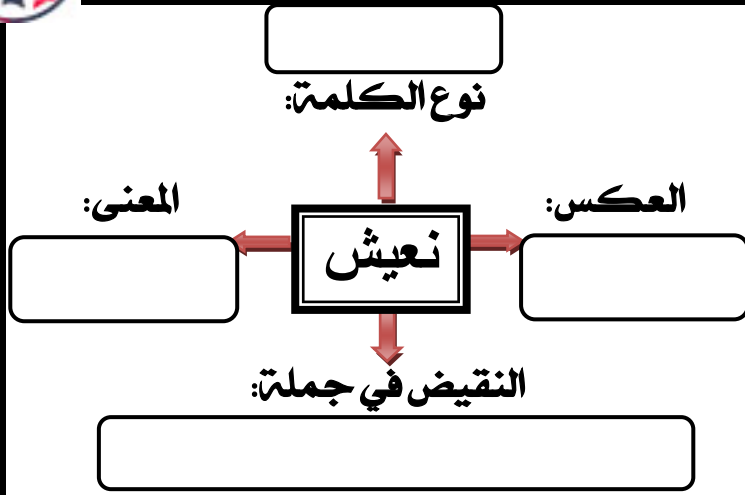 نوع الكلمة:
العكس:
المعنى:
نعيش
النقيض في جملة: